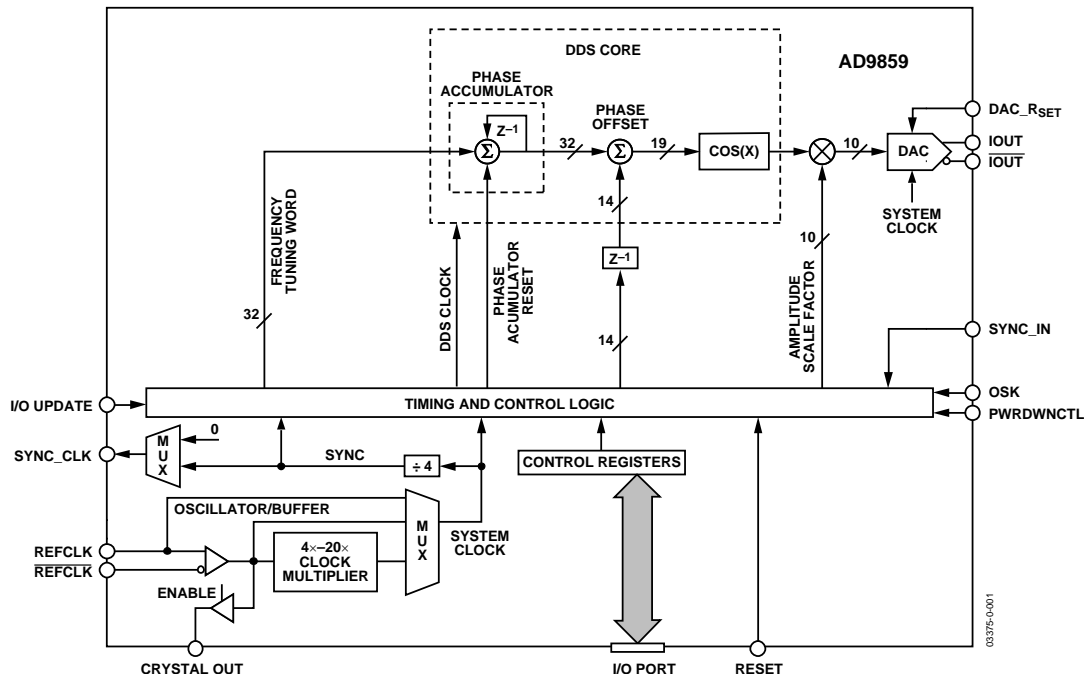 DDS CORE
AD9859
PHASE
ACCUMULATOR
PHASE
OFFSET
Z–1
Σ
32
Σ
19
COS(X)
10
DAC
DAC_RSET
IOUT
IOUT
SYSTEM
CLOCK
14
Z–1
14
10
FREQUENCY
TUNING WORD
32
DDS CLOCK
PHASE
ACUMULATOR
RESET
AMPLITUDE
SCALE FACTOR
SYNC_IN
I/O UPDATE
TIMING AND CONTROL LOGIC
OSK
PWRDWNCTL
SYNC_CLK
MUX
0
SYNC
÷ 4
CONTROL REGISTERS
OSCILLATOR/BUFFER
REFCLK
REFCLK
4×–20×
CLOCK
MULTIPLIER
MUX
SYSTEM
CLOCK
ENABLE
CRYSTAL OUT
I/O PORT
RESET
03375-0-001